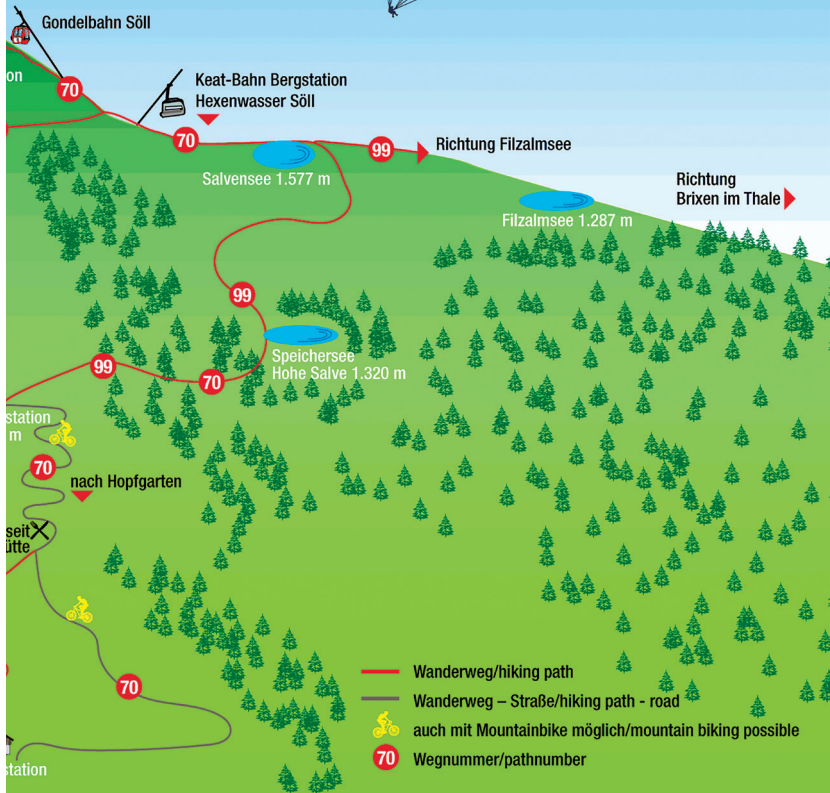 Gondelbahn Söll
70
Keat-Bahn Bergstation
Hexenwasser Söll
70
99
Richtung Filzalmsee
Salvensee 1.577 m
Richtung
Brixen im Thale
Filzalmsee 1.287 m
99
Speichersee
Hohe Salve 1.320 m
99
70
station
m
70
nach Hopfgarten
seit
ütte
70
Wanderweg/hiking path
Wanderweg – Straße/hiking path - road
auch mit Mountainbike möglich/mountain biking possible
70
Wegnummer/pathnumber
station